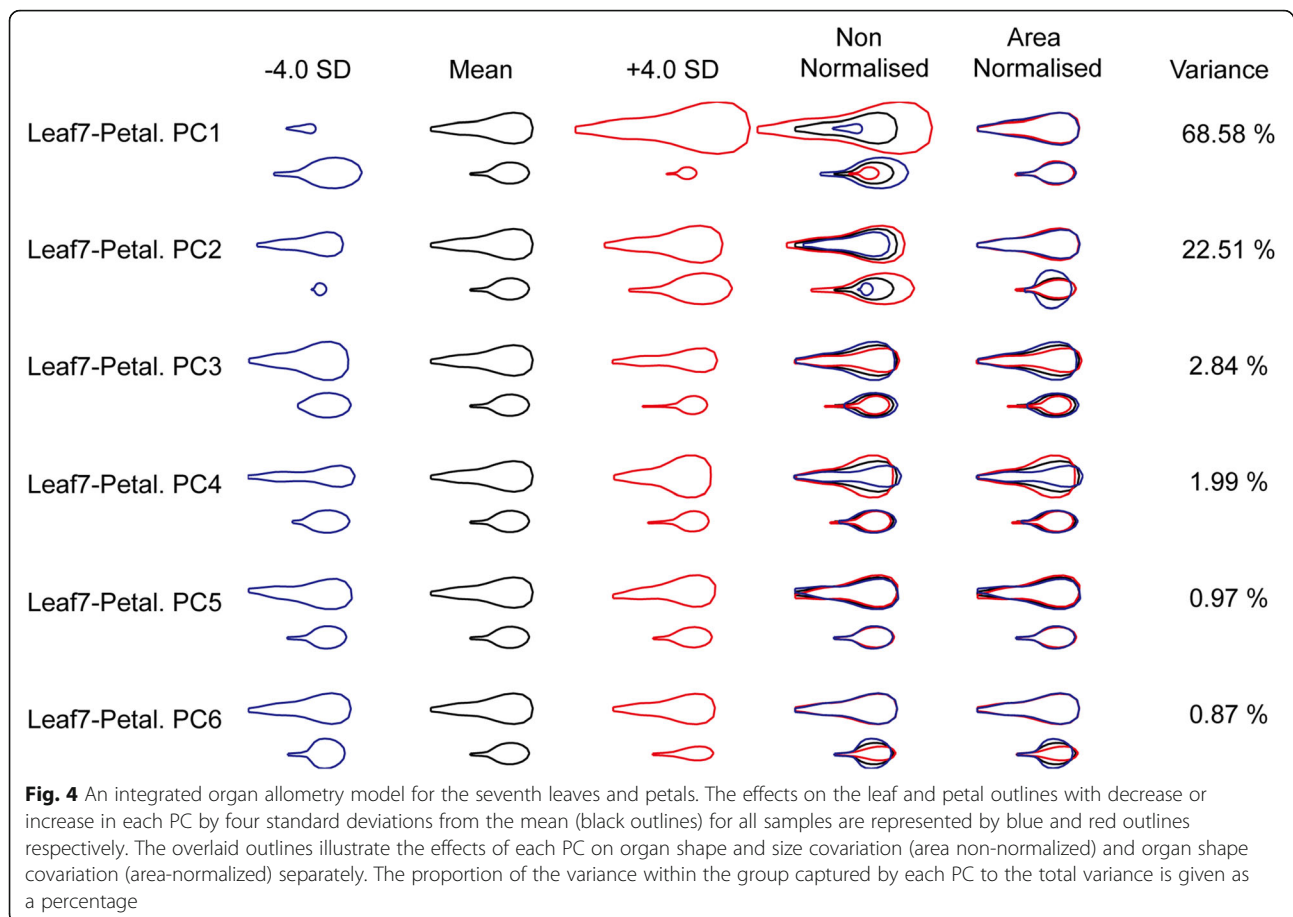 -4.0 SD Mean +4.0 SD Non Normalised Area Normalised Variance
Leaf7-Petal. PC1 68.58 %
Leaf7-Petal. PC2 22.51 %
Leaf7-Petal. PC3 2.84 %
Leaf7-Petal. PC4 1.99 %
Leaf7-Petal. PC5 0.97 %
Leaf7-Petal. PC6 0.87 %
Fig. 4 An integrated organ allometry model for the seventh leaves and petals. The effects on the leaf and petal outlines with decrease or
increase in each PC by four standard deviations from the mean (black outlines) for all samples are represented by blue and red outlines
respectively. The overlaid outlines illustrate the effects of each PC on organ shape and size covariation (area non-normalized) and organ shape
covariation (area-normalized) separately. The proportion of the variance within the group captured by each PC to the total variance is given as
a percentage